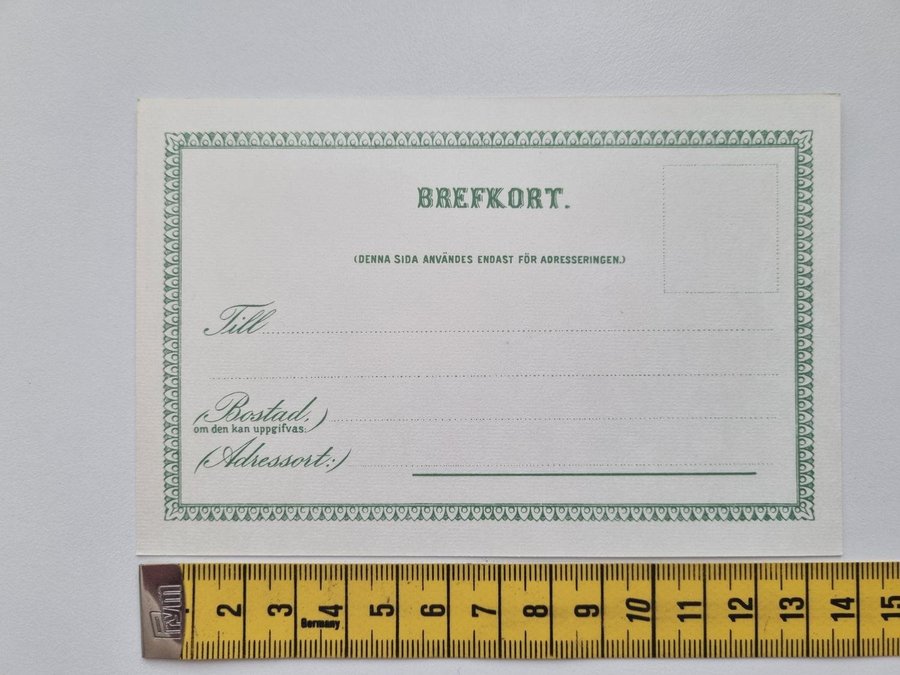 BREFKORT.
(DENNA SIDA ANVÄNDES ENDAST FÖR ADRESSERINGEN.)
Till
(Bostad,)
om den kan uppgifvas:
(Adressort:)
Prym
2 3 4 5 6 7 8 9 10 11 12 13 14 15
Germany